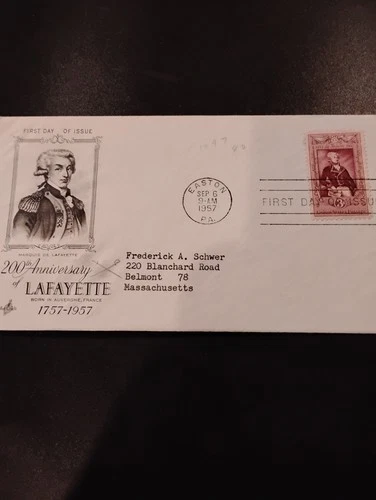 FIRST DAY OF ISSUE
MARQUIS DE LAFAYETTE
200th Anniversary
of
LAFAYETTE
BORN IN AUVERGNE, FRANCE
1757-1957
EASTON
SEP 6
9-AM
1957
PA.
FIRST DAY OF ISSUE
Frederick A. Schwer
220 Blanchard Road
Belmont 78
Massachusetts